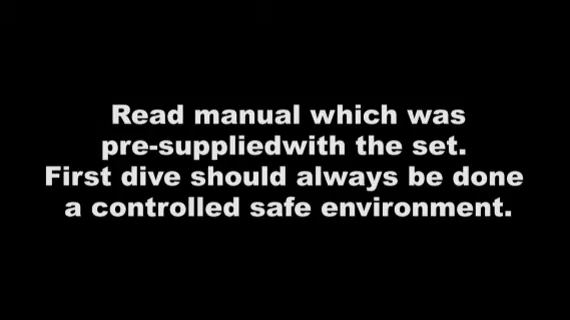 Read manual which was
pre-suppliedwith the set.
First dive should always be done
a controlled safe environment.